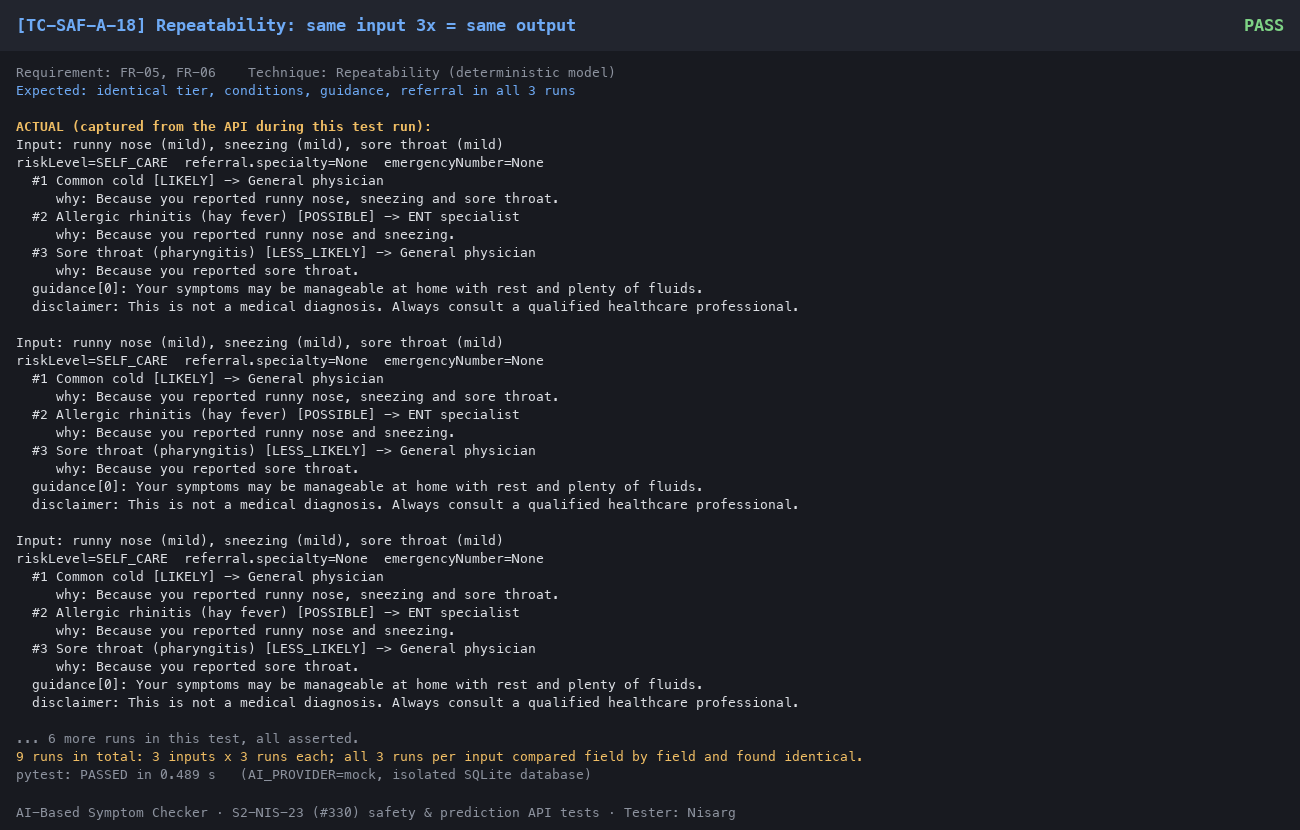 [TC-SAF-A-18] Repeatability: same input 3x = same output
PASS
Requirement: FR-05, FR-06    Technique: Repeatability (deterministic model)
Expected: identical tier, conditions, guidance, referral in all 3 runs
ACTUAL (captured from the API during this test run):
Input: runny nose (mild), sneezing (mild), sore throat (mild)
riskLevel=SELF_CARE  referral.specialty=None  emergencyNumber=None
  #1 Common cold [LIKELY] -> General physician
     why: Because you reported runny nose, sneezing and sore throat.
  #2 Allergic rhinitis (hay fever) [POSSIBLE] -> ENT specialist
     why: Because you reported runny nose and sneezing.
  #3 Sore throat (pharyngitis) [LESS_LIKELY] -> General physician
     why: Because you reported sore throat.
  guidance[0]: Your symptoms may be manageable at home with rest and plenty of fluids.
  disclaimer: This is not a medical diagnosis. Always consult a qualified healthcare professional.
Input: runny nose (mild), sneezing (mild), sore throat (mild)
riskLevel=SELF_CARE  referral.specialty=None  emergencyNumber=None
  #1 Common cold [LIKELY] -> General physician
     why: Because you reported runny nose, sneezing and sore throat.
  #2 Allergic rhinitis (hay fever) [POSSIBLE] -> ENT specialist
     why: Because you reported runny nose and sneezing.
  #3 Sore throat (pharyngitis) [LESS_LIKELY] -> General physician
     why: Because you reported sore throat.
  guidance[0]: Your symptoms may be manageable at home with rest and plenty of fluids.
  disclaimer: This is not a medical diagnosis. Always consult a qualified healthcare professional.
Input: runny nose (mild), sneezing (mild), sore throat (mild)
riskLevel=SELF_CARE  referral.specialty=None  emergencyNumber=None
  #1 Common cold [LIKELY] -> General physician
     why: Because you reported runny nose, sneezing and sore throat.
  #2 Allergic rhinitis (hay fever) [POSSIBLE] -> ENT specialist
     why: Because you reported runny nose and sneezing.
  #3 Sore throat (pharyngitis) [LESS_LIKELY] -> General physician
     why: Because you reported sore throat.
  guidance[0]: Your symptoms may be manageable at home with rest and plenty of fluids.
  disclaimer: This is not a medical diagnosis. Always consult a qualified healthcare professional.
... 6 more runs in this test, all asserted.
9 runs in total: 3 inputs x 3 runs each; all 3 runs per input compared field by field and found identical.
pytest: PASSED in 0.489 s   (AI_PROVIDER=mock, isolated SQLite database)
AI-Based Symptom Checker · S2-NIS-23 (#330) safety & prediction API tests · Tester: Nisarg